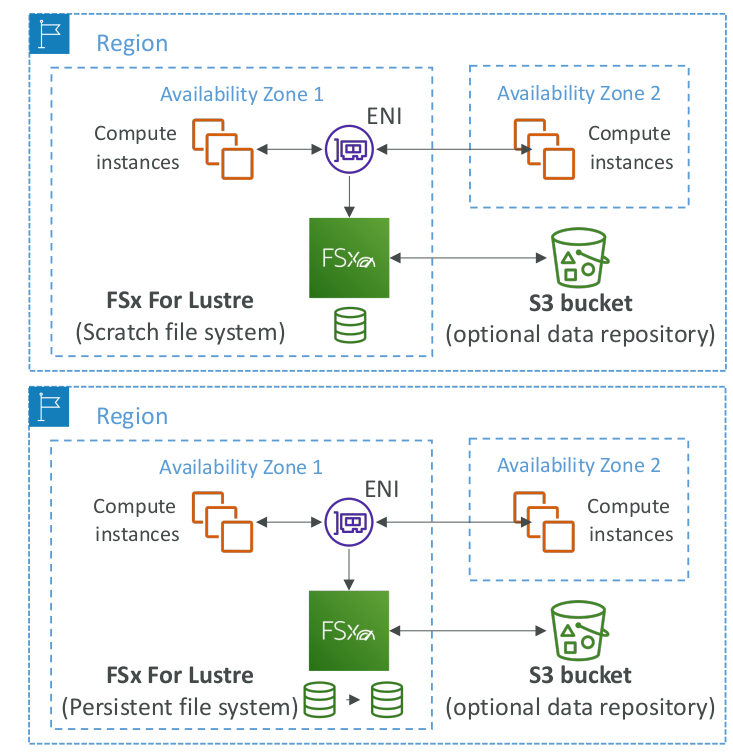 Region
Availability Zone 1
Availability Zone 2
ENI
Compute
instances
Compute
instances
FSx
FSx For Lustre
(Scratch file system)
S3 bucket
(optional data repository)
Region
Availability Zone 1
Availability Zone 2
ENI
Compute
instances
Compute
instances
FSx
FSx For Lustre
(Persistent file system)
S3 bucket
(optional data repository)